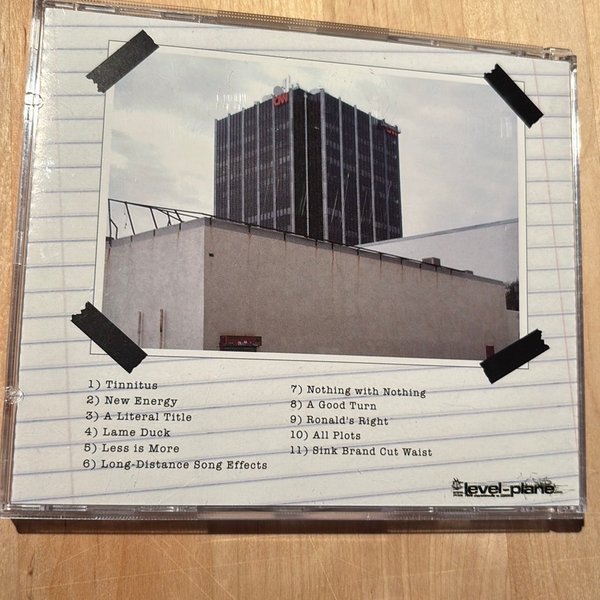 1) Tinnitus
2) New Energy
3) A Literal Title
4) Lame Duck
5) Less is More
6) Long-Distance Song Effects
7) Nothing with Nothing
8) A Good Turn
9) Ronald's Right
10) All Plots
11) Sink Brand Cut Waist
level-plane